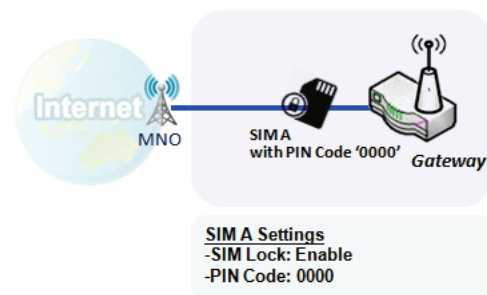 Internet
MNO
SIM A
with PIN Code ‘0000’
Gateway
SIM A Settings
-SIM Lock: Enable
-PIN Code: 0000